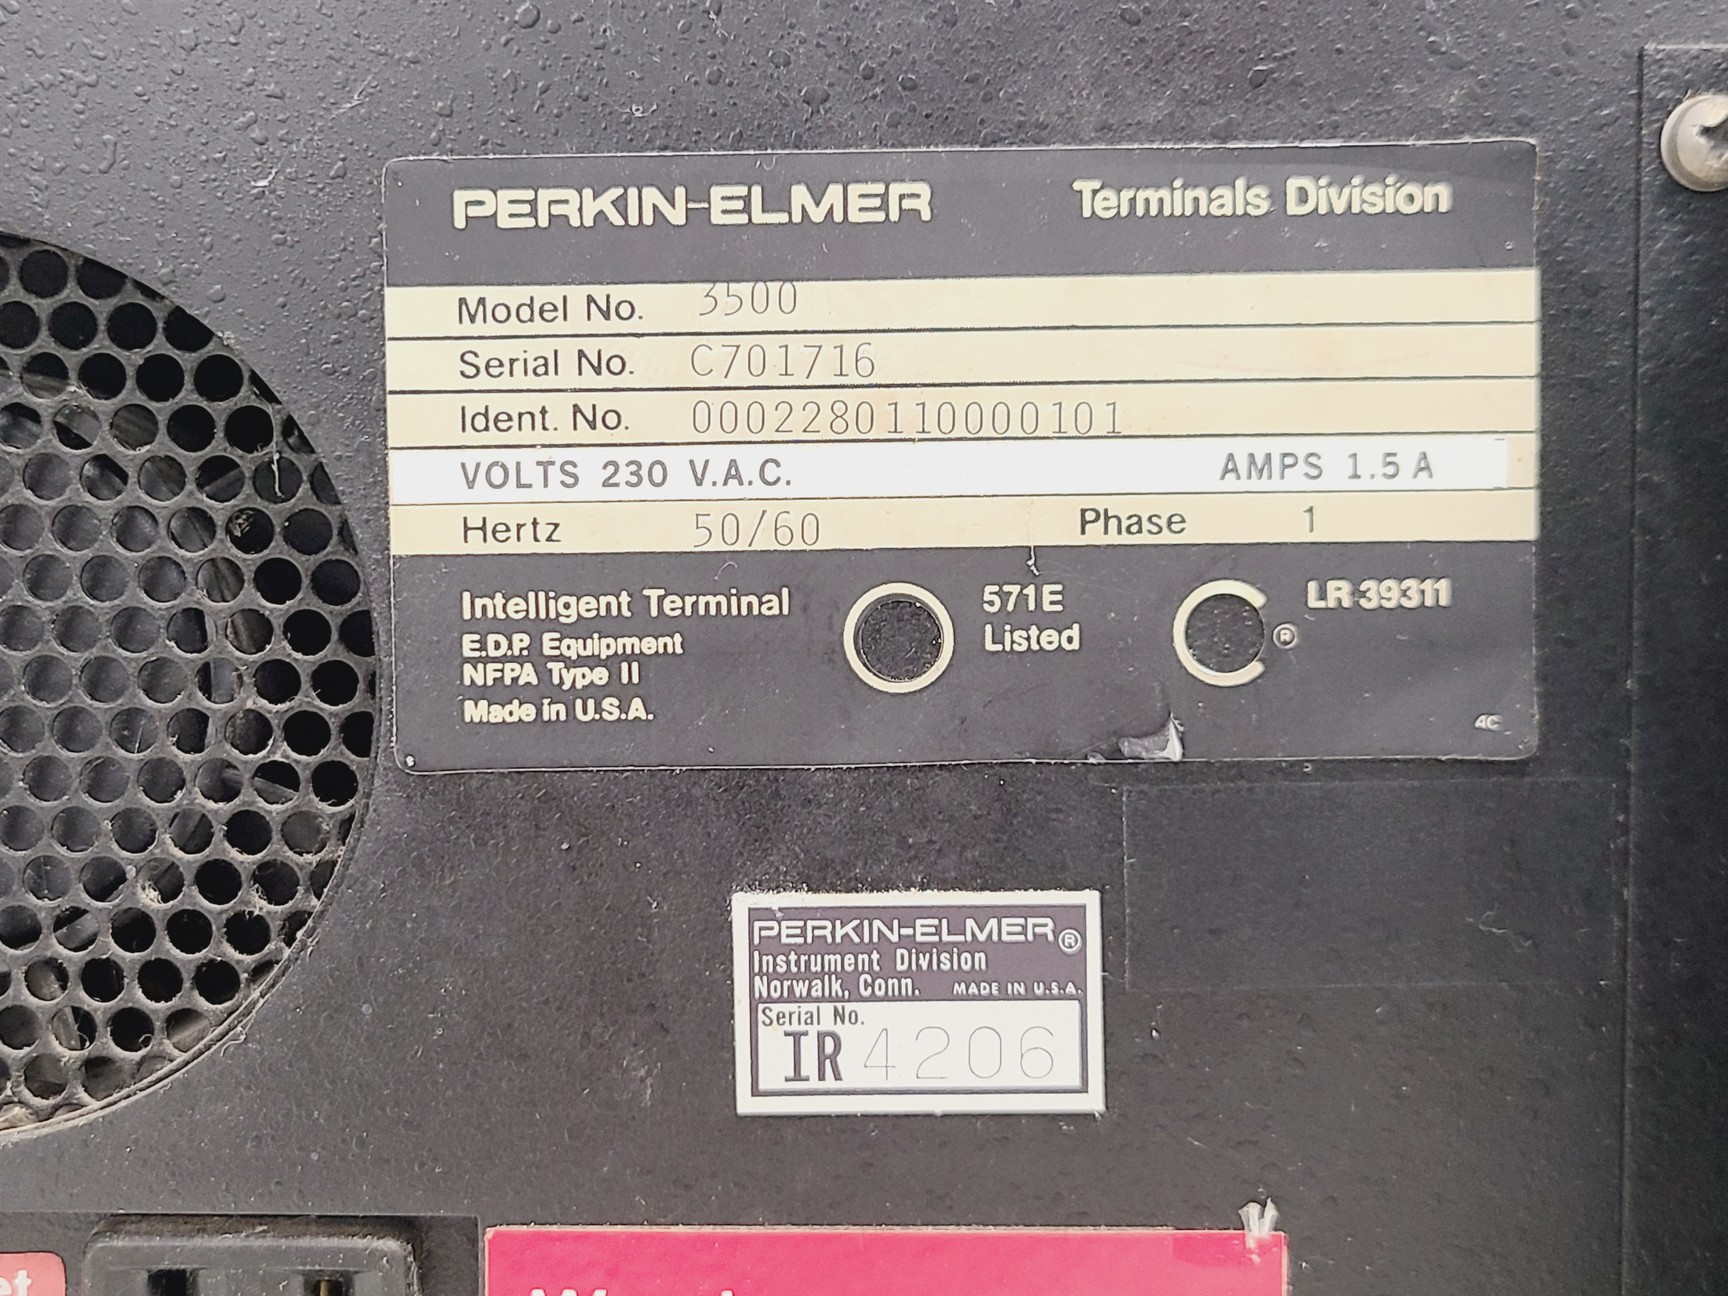 PERKIN-ELMER Terminals Division
Model No. 3500
Serial No. C701716
Ident. No. 0002280110000101
VOLTS 230 V.A.C. AMPS 1.5 A
Hertz 50/60 Phase 1
Intelligent Terminal
E.D.P. Equipment
NFPA Type II
Made in U.S.A.
571E
Listed
® LR 39311
4C
PERKIN-ELMER®
Instrument Division
Norwalk, Conn. MADE IN U.S.A.
Serial No.
IR 4206